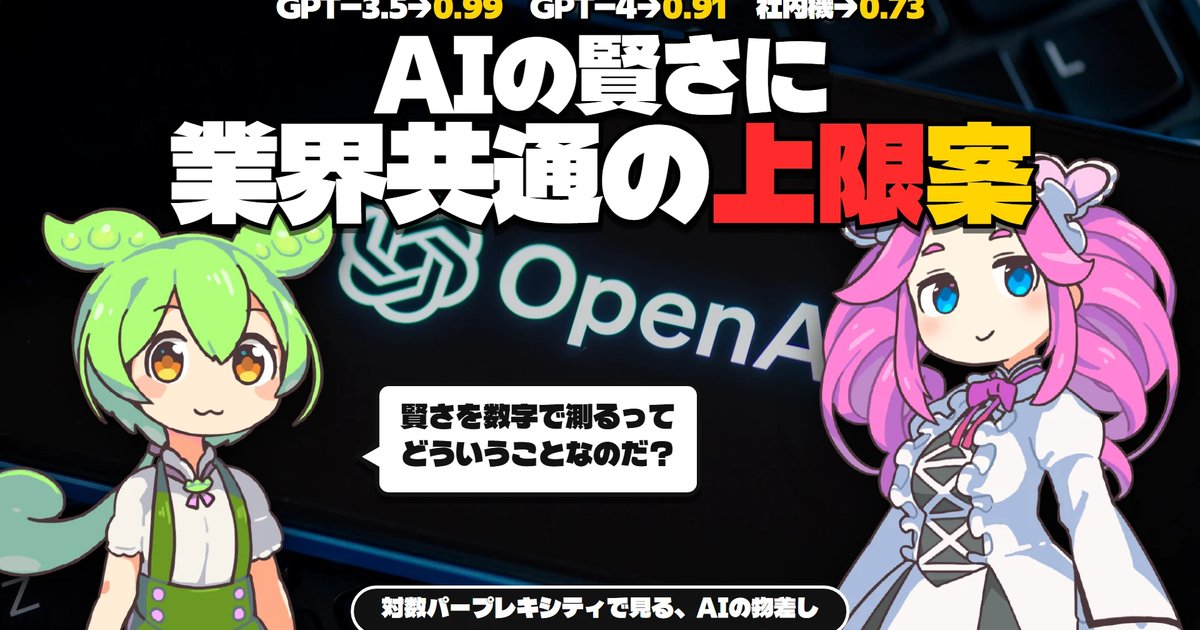 GPT-3.5→0.99 GPT-4→0.91 社内機→0.73
AIの賢さに
業界共通の上限案
OpenA
賢さを数字で測るって
どういうことなのだ？
対数パープレキシティで見る、AIの物差し
L
Z